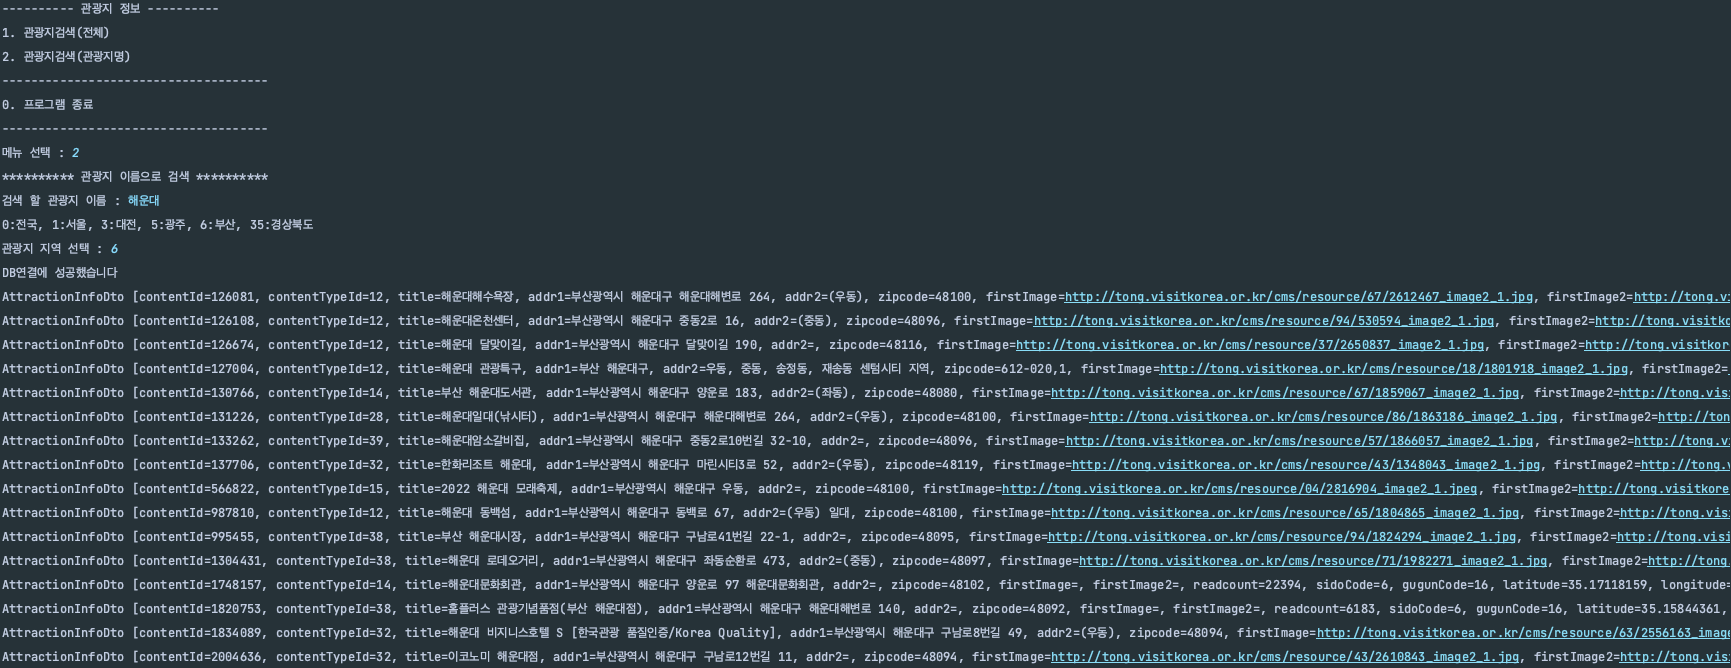 ---------- 관광지 정보 ----------
1. 관광지검색(전체)
2. 관광지검색(관광지명)
-------------------------------------
0. 프로그램 종료
-------------------------------------
메뉴 선택 : 2
********** 관광지 이름으로 검색 **********
검색 할 관광지 이름 : 해운대
0:전국, 1:서울, 3:대전, 5:광주, 6:부산, 35:경상북도
관광지 지역 선택 : 6
DB연결에 성공했습니다
AttractionInfoDto [contentId=126081, contentTypeId=12, title=해운대해수욕장, addr1=부산광역시 해운대구 해운대해변로 264, addr2=(우동), zipcode=48100, firstImage=http://tong.visitkorea.or.kr/cms/resource/67/2612467_image2_1.jpg, firstImage2=http://tong.vi
AttractionInfoDto [contentId=126108, contentTypeId=12, title=해운대온천센터, addr1=부산광역시 해운대구 중동2로 16, addr2=(중동), zipcode=48096, firstImage=http://tong.visitkorea.or.kr/cms/resource/94/530594_image2_1.jpg, firstImage2=http://tong.visitko
AttractionInfoDto [contentId=126674, contentTypeId=12, title=해운대 달맞이길, addr1=부산광역시 해운대구 달맞이길 190, addr2=, zipcode=48116, firstImage=http://tong.visitkorea.or.kr/cms/resource/37/2650837_image2_1.jpg, firstImage2=http://tong.visitkor
AttractionInfoDto [contentId=127004, contentTypeId=12, title=해운대 관광특구, addr1=부산 해운대구, addr2=우동, 중동, 송정동, 재송동 센텀시티 지역, zipcode=612-020,1, firstImage=http://tong.visitkorea.or.kr/cms/resource/18/1801918_image2_1.jpg, firstImage2=
AttractionInfoDto [contentId=130766, contentTypeId=14, title=부산 해운대도서관, addr1=부산광역시 해운대구 양운로 183, addr2=(좌동), zipcode=48080, firstImage=http://tong.visitkorea.or.kr/cms/resource/67/1859067_image2_1.jpg, firstImage2=http://tong.vis
AttractionInfoDto [contentId=131226, contentTypeId=28, title=해운대일대(낚시터), addr1=부산광역시 해운대구 해운대해변로 264, addr2=(우동), zipcode=48100, firstImage=http://tong.visitkorea.or.kr/cms/resource/86/1863186_image2_1.jpg, firstImage2=http://ton
AttractionInfoDto [contentId=133262, contentTypeId=39, title=해운대암소갈비집, addr1=부산광역시 해운대구 중동2로10번길 32-10, addr2=, zipcode=48096, firstImage=http://tong.visitkorea.or.kr/cms/resource/57/1866057_image2_1.jpg, firstImage2=http://tong.v
AttractionInfoDto [contentId=137706, contentTypeId=32, title=한화리조트 해운대, addr1=부산광역시 해운대구 마린시티3로 52, addr2=(우동), zipcode=48119, firstImage=http://tong.visitkorea.or.kr/cms/resource/43/1348043_image2_1.jpg, firstImage2=http://tong.
AttractionInfoDto [contentId=566822, contentTypeId=15, title=2022 해운대 모래축제, addr1=부산광역시 해운대구 우동, addr2=, zipcode=48100, firstImage=http://tong.visitkorea.or.kr/cms/resource/04/2816904_image2_1.jpeg, firstImage2=http://tong.visitkore
AttractionInfoDto [contentId=987810, contentTypeId=12, title=해운대 동백섬, addr1=부산광역시 해운대구 동백로 67, addr2=(우동) 일대, zipcode=48100, firstImage=http://tong.visitkorea.or.kr/cms/resource/65/1804865_image2_1.jpg, firstImage2=http://tong.vis
AttractionInfoDto [contentId=995455, contentTypeId=38, title=부산 해운대시장, addr1=부산광역시 해운대구 구남로41번길 22-1, addr2=, zipcode=48095, firstImage=http://tong.visitkorea.or.kr/cms/resource/94/1824294_image2_1.jpg, firstImage2=http://tong.visi
AttractionInfoDto [contentId=1304431, contentTypeId=38, title=해운대 로데오거리, addr1=부산광역시 해운대구 좌동순환로 473, addr2=(중동), zipcode=48097, firstImage=http://tong.visitkorea.or.kr/cms/resource/71/1982271_image2_1.jpg, firstImage2=http://tong.
AttractionInfoDto [contentId=1748157, contentTypeId=14, title=해운대문화회관, addr1=부산광역시 해운대구 양운로 97 해운대문화회관, addr2=, zipcode=48102, firstImage=, firstImage2=, readcount=22394, sidoCode=6, gugunCode=16, latitude=35.17118159, longitude=
AttractionInfoDto [contentId=1820753, contentTypeId=38, title=홈플러스 관광기념품점(부산 해운대점), addr1=부산광역시 해운대구 해운대해변로 140, addr2=, zipcode=48092, firstImage=, firstImage2=, readcount=6183, sidoCode=6, gugunCode=16, latitude=35.15844361,
AttractionInfoDto [contentId=1834089, contentTypeId=32, title=해운대 비지니스호텔 S [한국관광 품질인증/Korea Quality], addr1=부산광역시 해운대구 구남로8번길 49, addr2=(우동), zipcode=48094, firstImage=http://tong.visitkorea.or.kr/cms/resource/63/2556163_image
AttractionInfoDto [contentId=2004636, contentTypeId=32, title=이코노미 해운대점, addr1=부산광역시 해운대구 구남로12번길 11, addr2=, zipcode=48094, firstImage=http://tong.visitkorea.or.kr/cms/resource/43/2610843_image2_1.jpg, firstImage2=http://tong.vis